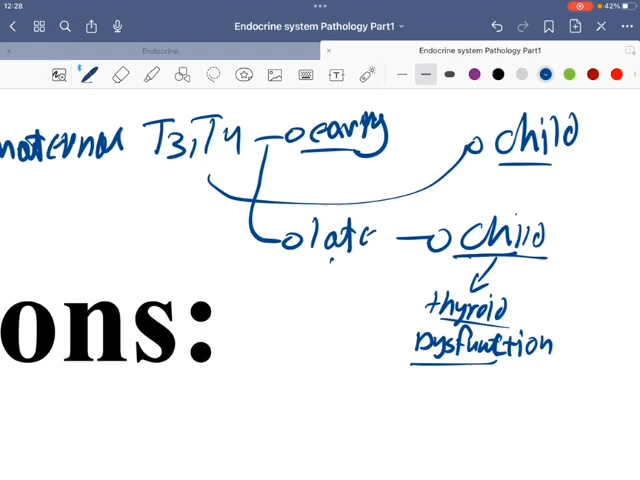 12:28
42%
Endocrine system Pathology Part1
Endocrine
Endocrine system Pathology Part1
maternal T3,T4 early child
late child
thyroid
Dysfunction
ons: